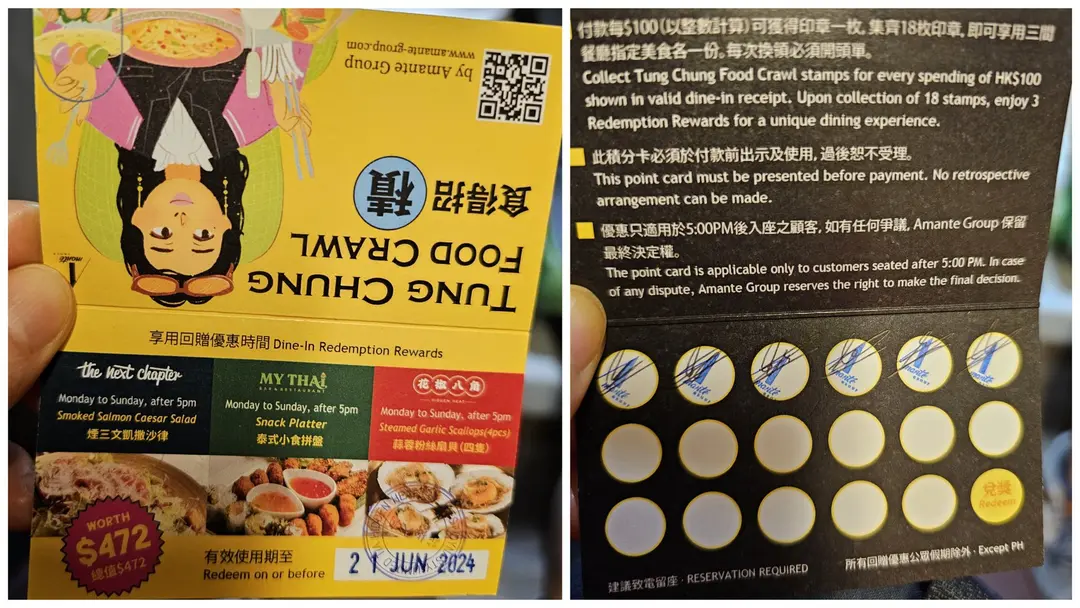 TUNG CHUNG
FOOD CRAWL
食得招積
by Amante Group
www.amante-group.com
享用回贈優惠時間 Dine-In Redemption Rewards
the next chapter
Monday to Sunday, after 5pm
Smoked Salmon Caesar Salad
煙三文凱撒沙律
MY THAI
BAR & RESTAURANT
Monday to Sunday, after 5pm
Snack Platter
泰式小食拼盤
花椒八角
Monday to Sunday, after 5pm
Steamed Garlic Scallops(4pcs)
蒜蓉粉絲扇貝 (四隻)
WORTH
$472
總值$472
有效使用期至
Redeem on or before
2 1 JUN 2024
付款每$100(以整數計算)可獲得印章一枚, 集齊18枚印章, 即可享用三間
餐廳指定美食各一份。每次換領必須開頭單。
Collect Tung Chung Food Crawl stamps for every spending of HK$100
shown in valid dine-in receipt. Upon collection of 18 stamps, enjoy 3
Redemption Rewards for a unique dining experience.
此積分卡必須於付款前出示及使用, 過後恕不受理。
This point card must be presented before payment. No retrospective
arrangement can be made.
優惠只適用於5:00PM後入座之顧客, 如有任何爭議, Amante Group 保留
最終決定權。
The point card is applicable only to customers seated after 5:00 PM. In case
of any dispute, Amante Group reserves the right to make the final decision.
兌獎
Redeem
建議致電留座 · RESERVATION REQUIRED
所有回贈優惠公眾假期除外 · Except PH